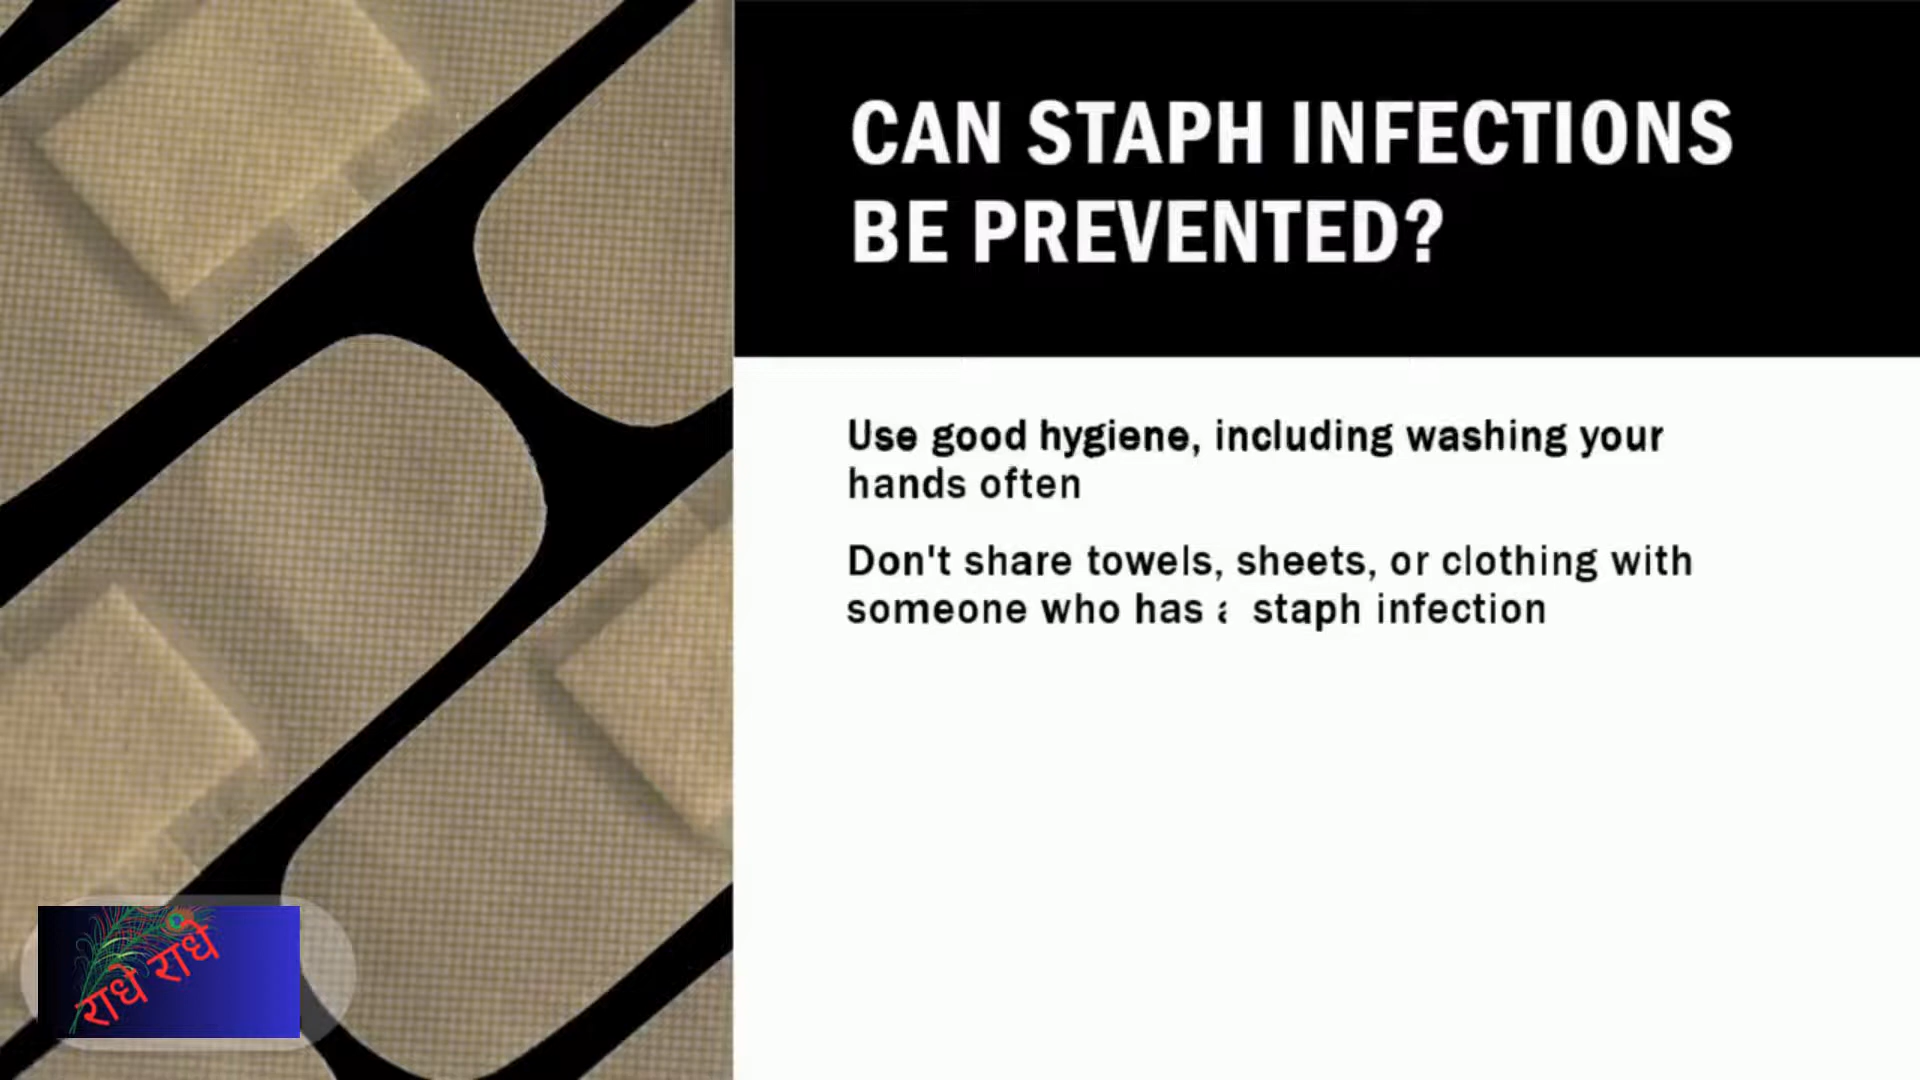 CAN STAPH INFECTIONS
BE PREVENTED?
Use good hygiene, including washing your
hands often
Don't share towels, sheets, or clothing with
someone who has a staph infection
राधे राधे